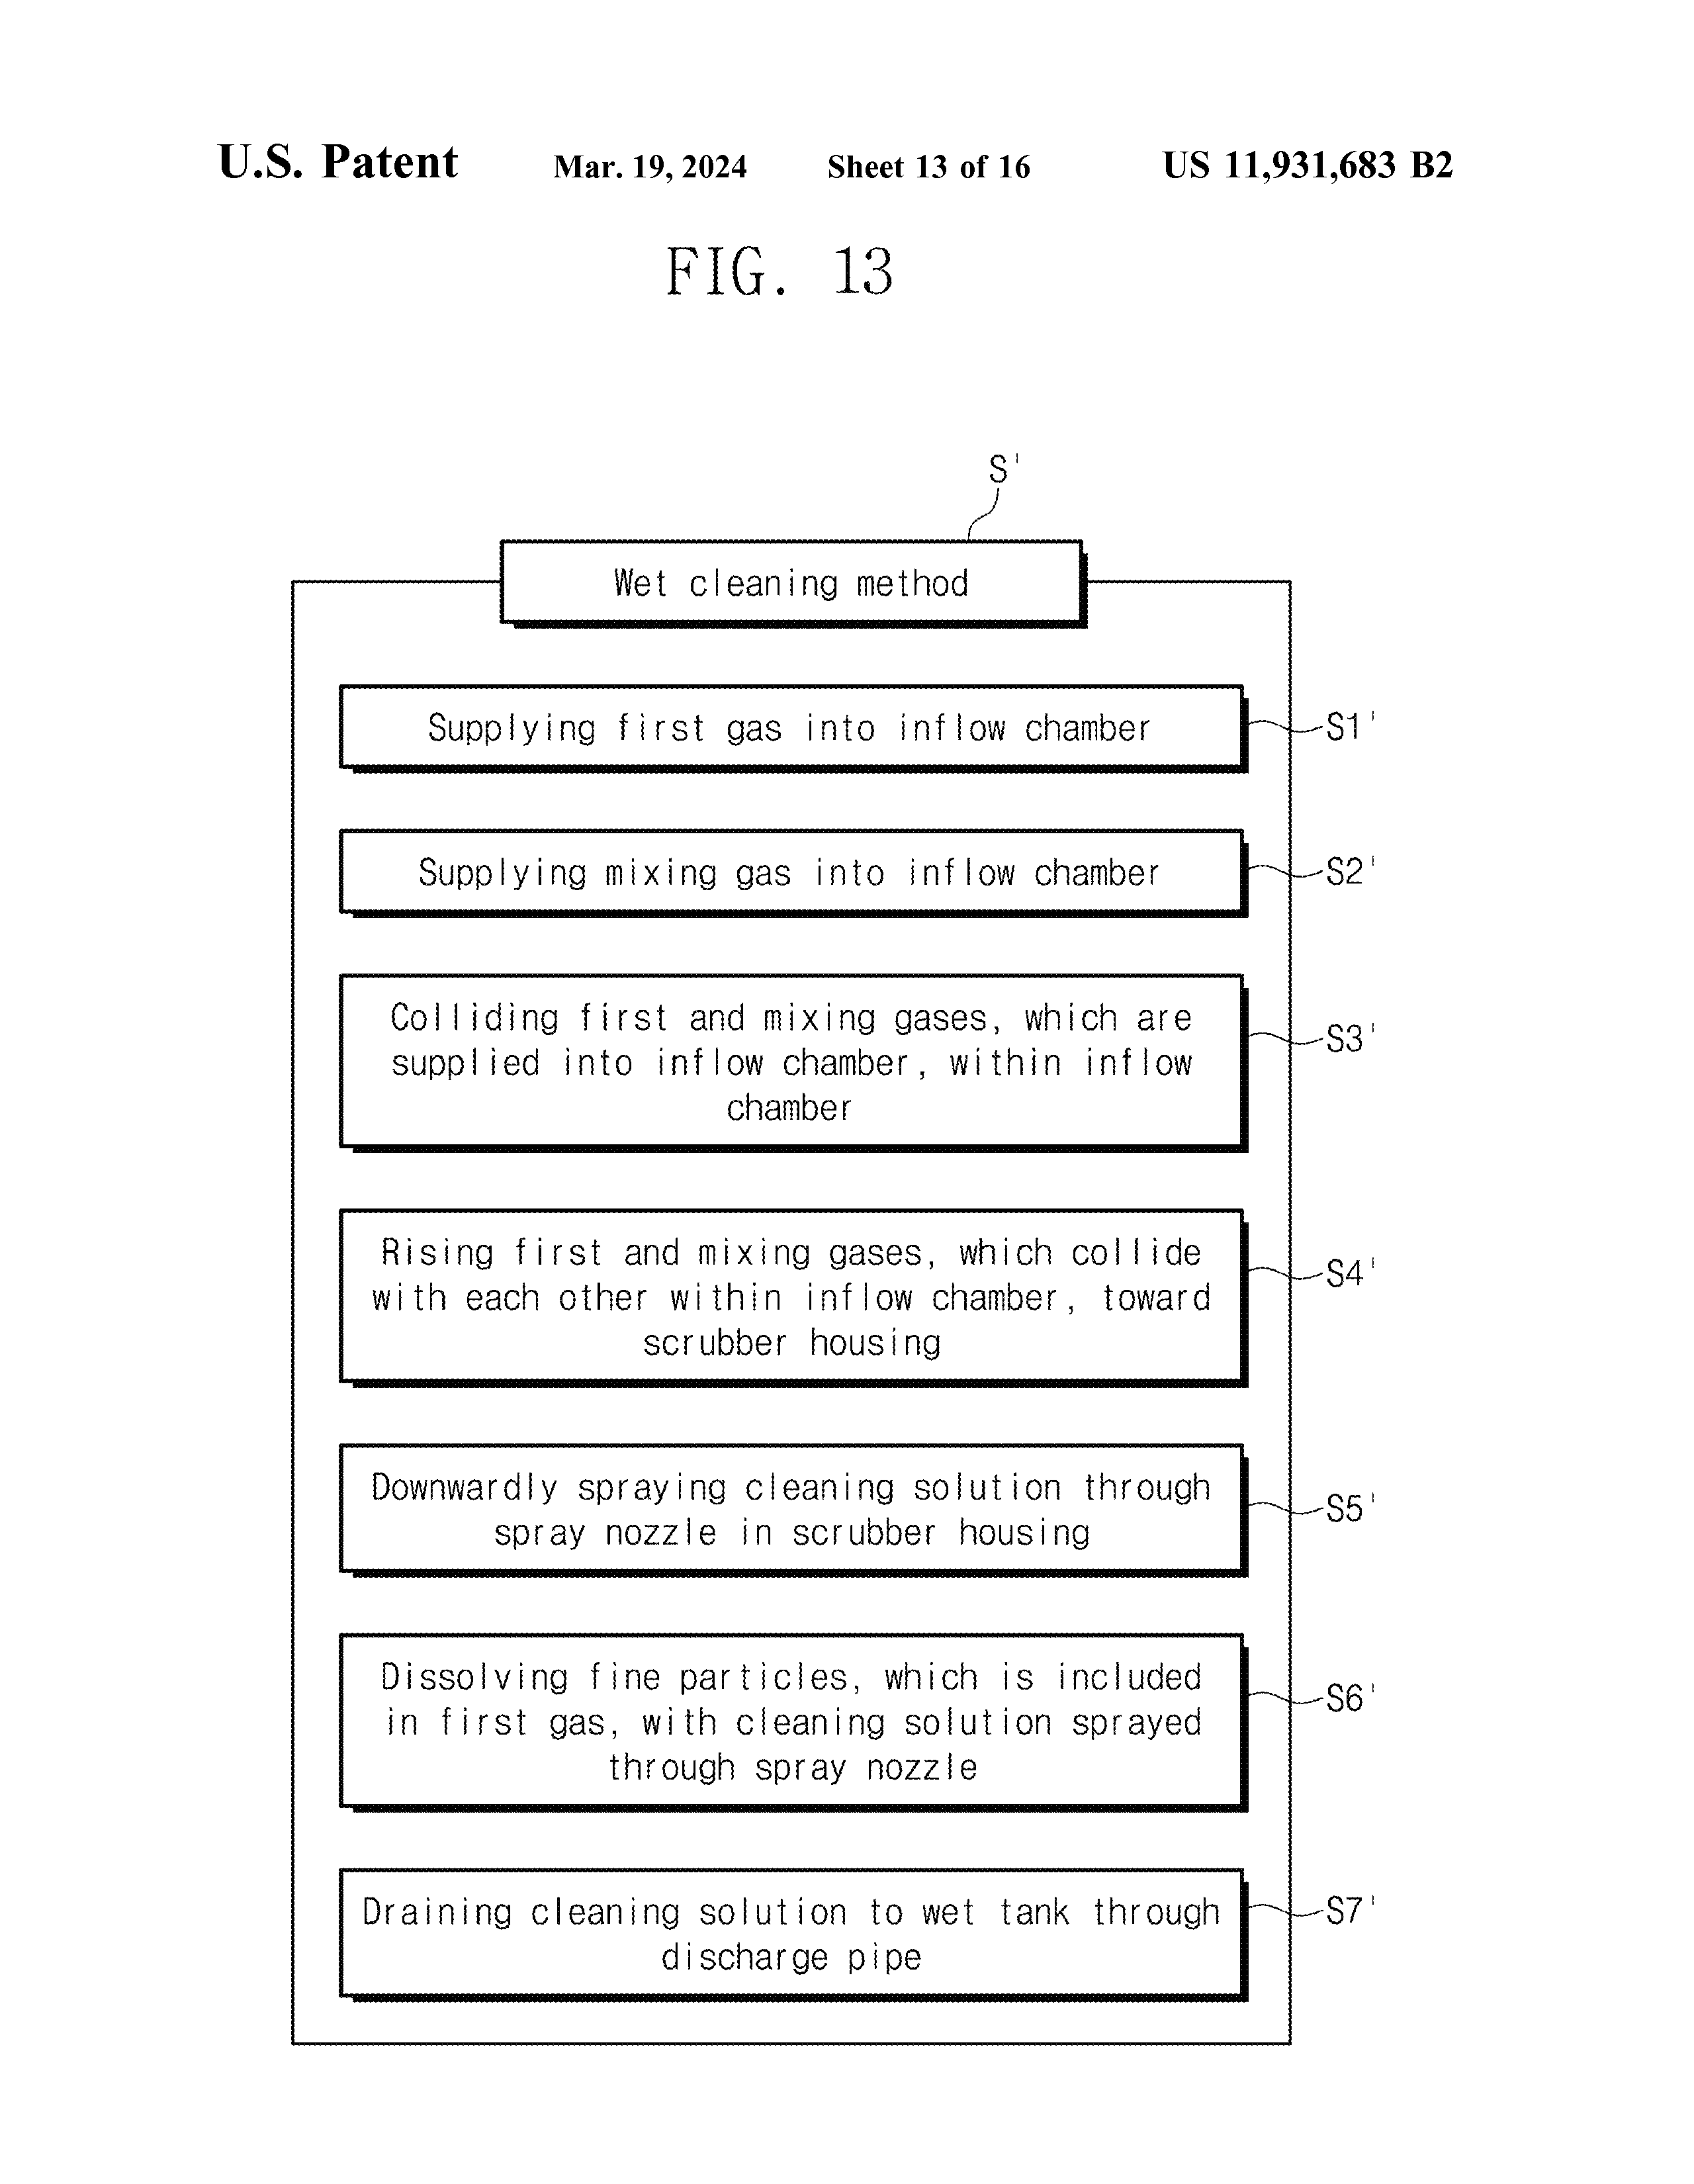 U.S. Patent Mar. 19, 2024 Sheet 13 of 16 US 11,931,683 B2
FIG. 13
S'
Wet cleaning method
Supplying first gas into inflow chamber S1'
Supplying mixing gas into inflow chamber S2'
Colliding first and mixing gases, which are
supplied into inflow chamber, within inflow
chamber
S3'
Rising first and mixing gases, which collide
with each other within inflow chamber, toward
scrubber housing
S4'
Downwardly spraying cleaning solution through
spray nozzle in scrubber housing
S5'
Dissolving fine particles, which is included
in first gas, with cleaning solution sprayed
through spray nozzle
S6'
Draining cleaning solution to wet tank through
discharge pipe
S7'